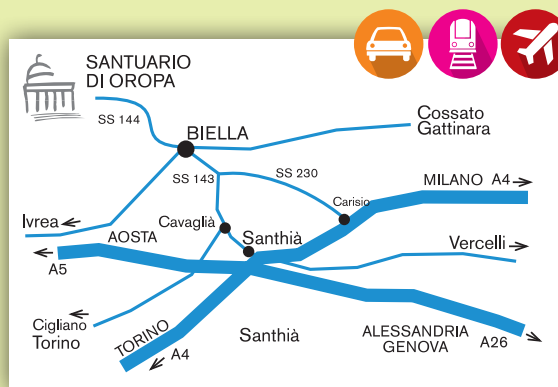 SANTUARIO
DI OROPA
SS 144
BIELLA
Cossato
Gattinara
SS 143
SS 230
MILANO A4
Carisio
Ivrea
Cavaglià
AOSTA
Santhià
Vercelli
A5
Cigliano
Torino
TORINO
A4
Santhià
ALESSANDRIA
GENOVA
A26